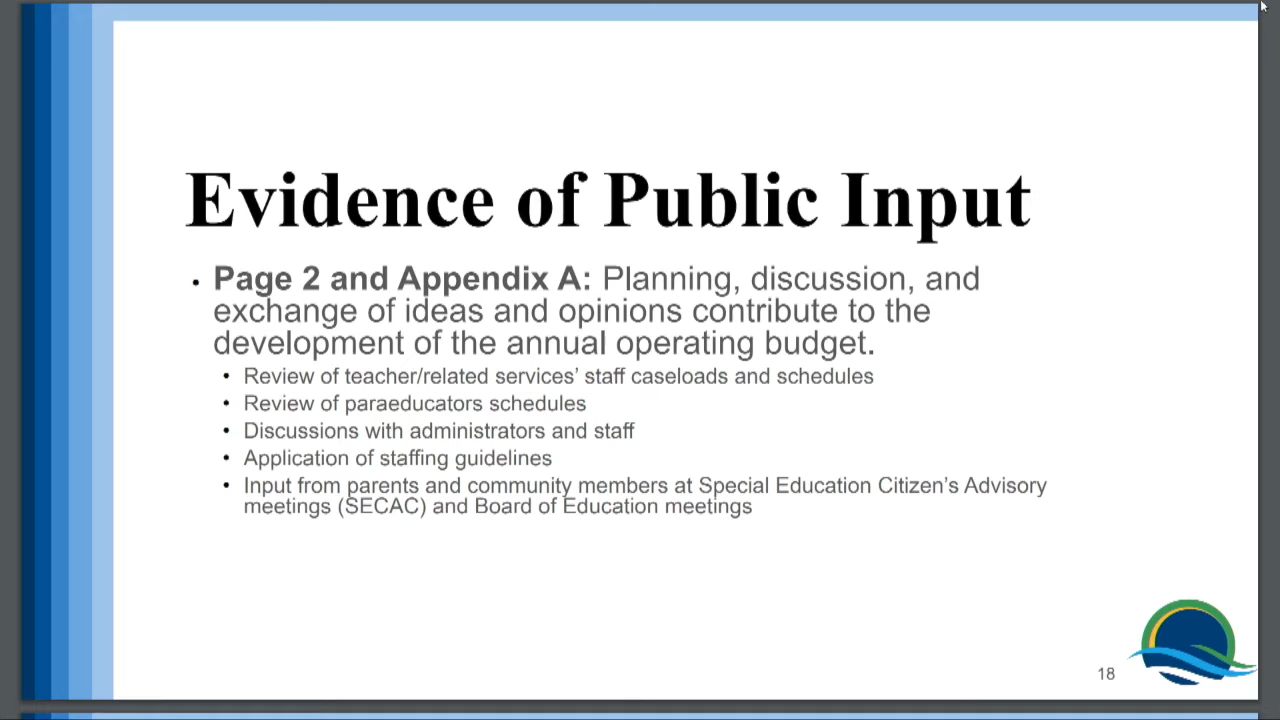 Evidence of Public Input
• Page 2 and Appendix A: Planning, discussion, and
exchange of ideas and opinions contribute to the
development of the annual operating budget.
• Review of teacher/related services’ staff caseloads and schedules
• Review of paraeducators schedules
• Discussions with administrators and staff
• Application of staffing guidelines
• Input from parents and community members at Special Education Citizen’s Advisory
meetings (SECAC) and Board of Education meetings
18